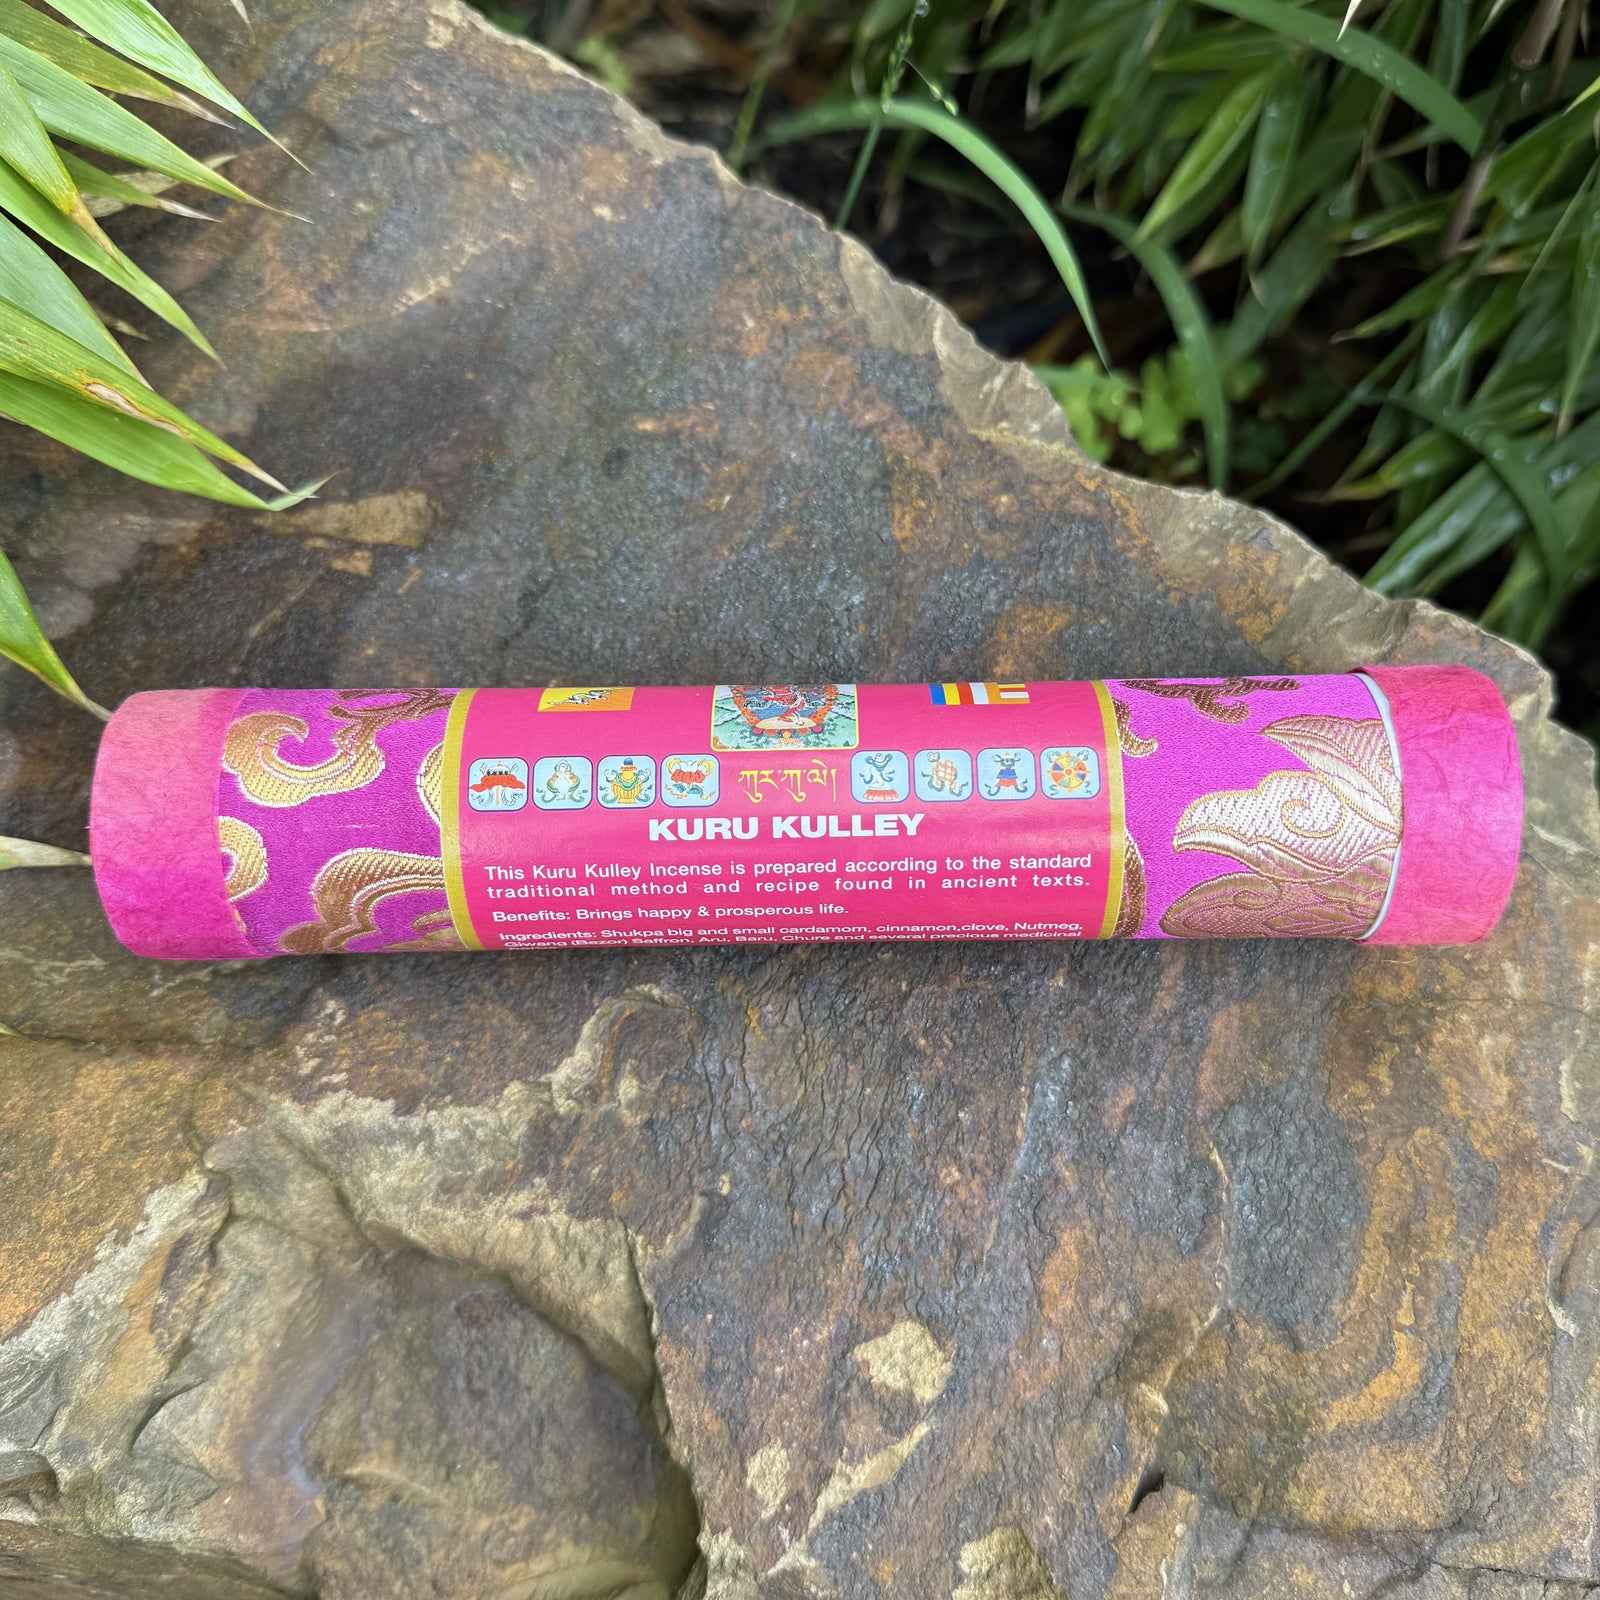 ཀུ་རུ་ཀུ་ལེ།
KURU KULLEY
This Kuru Kulley Incense is prepared according to the standard
traditional method and recipe found in ancient texts.
Benefits: Brings happy & prosperous life.
Ingredients: Shukpa big and small cardamom, cinnamon,clove, Nutmeg,
Giwang (Bezor) Saffron, Aru, Baru, Chure and several precious medicinal